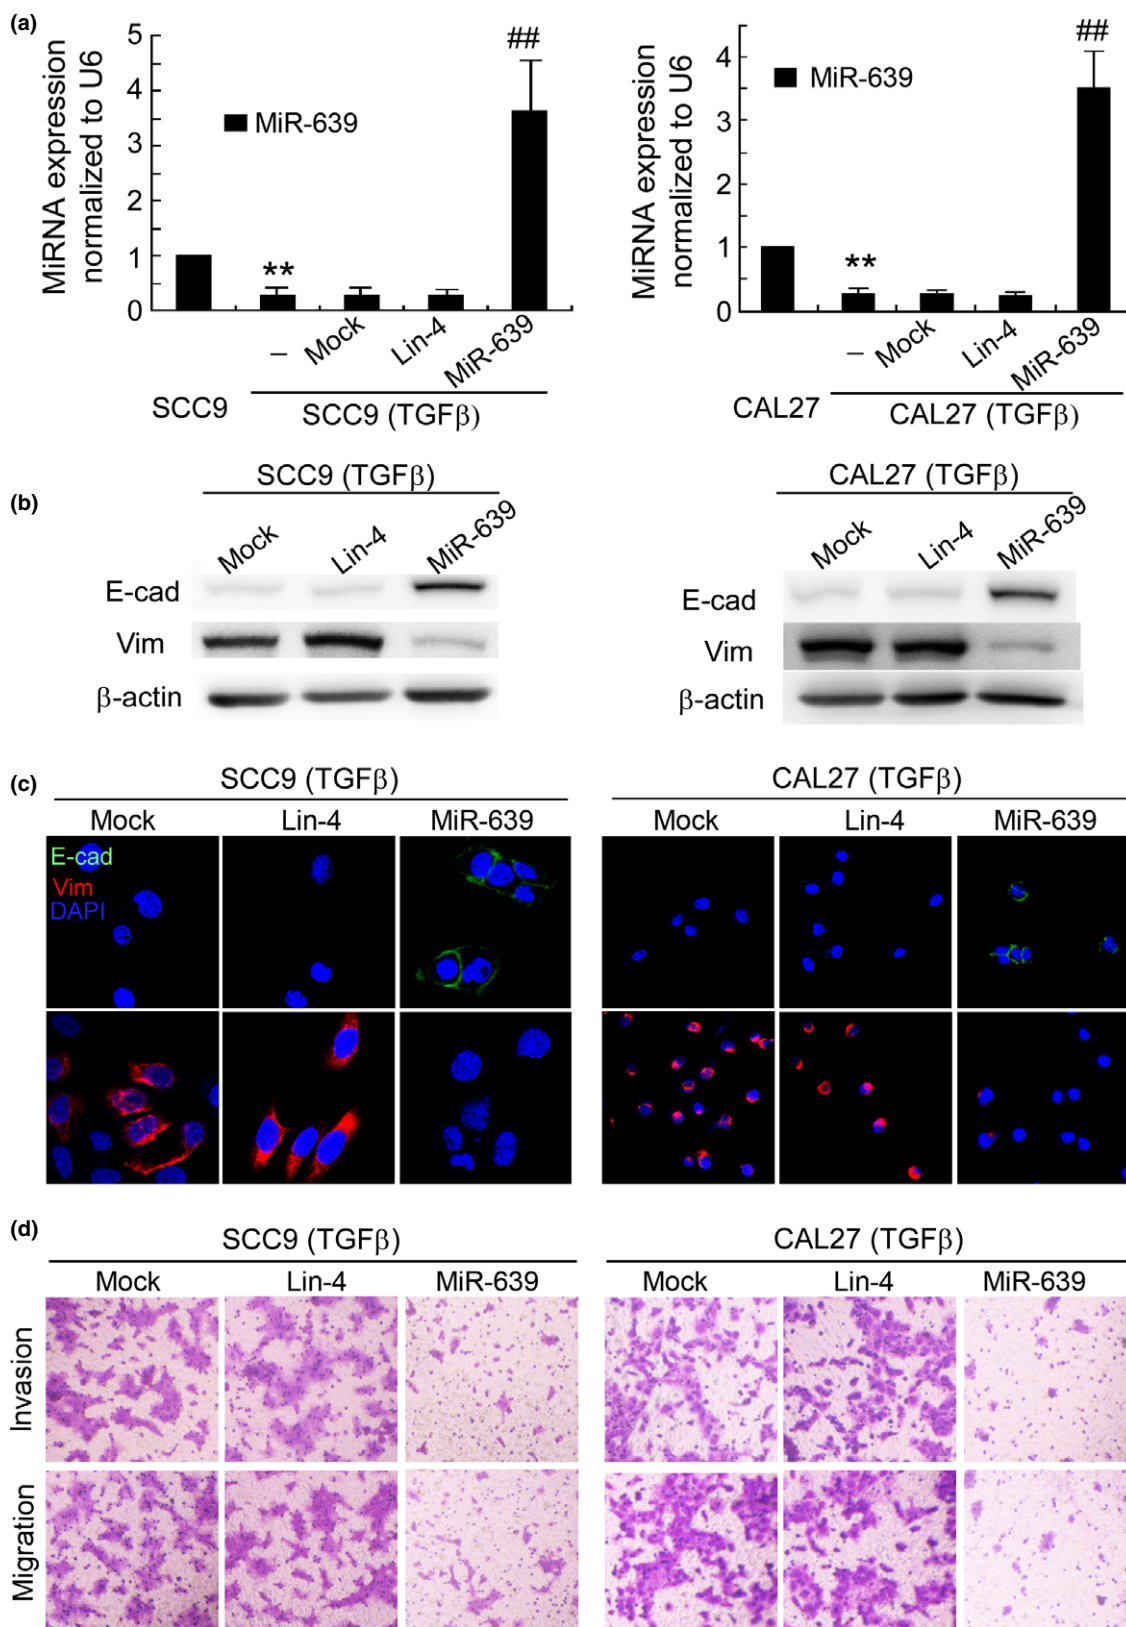 (a)
MiRNA expression
normalized to U6
5
4
3
2
1
0
MiR-639
##
**
–
Mock
Lin-4
MiR-639
SCC9
SCC9 (TGFβ)
MiRNA expression
normalized to U6
4
3
2
1
0
MiR-639
##
**
–
Mock
Lin-4
MiR-639
CAL27
CAL27 (TGFβ)
(b)
SCC9 (TGFβ)
Mock
Lin-4
MiR-639
E-cad
Vim
β-actin
CAL27 (TGFβ)
Mock
Lin-4
MiR-639
E-cad
Vim
β-actin
(c)
SCC9 (TGFβ)
Mock
Lin-4
MiR-639
E-cad
Vim
DAPI
CAL27 (TGFβ)
Mock
Lin-4
MiR-639
(d)
SCC9 (TGFβ)
Mock
Lin-4
MiR-639
CAL27 (TGFβ)
Mock
Lin-4
MiR-639
Invasion
Migration